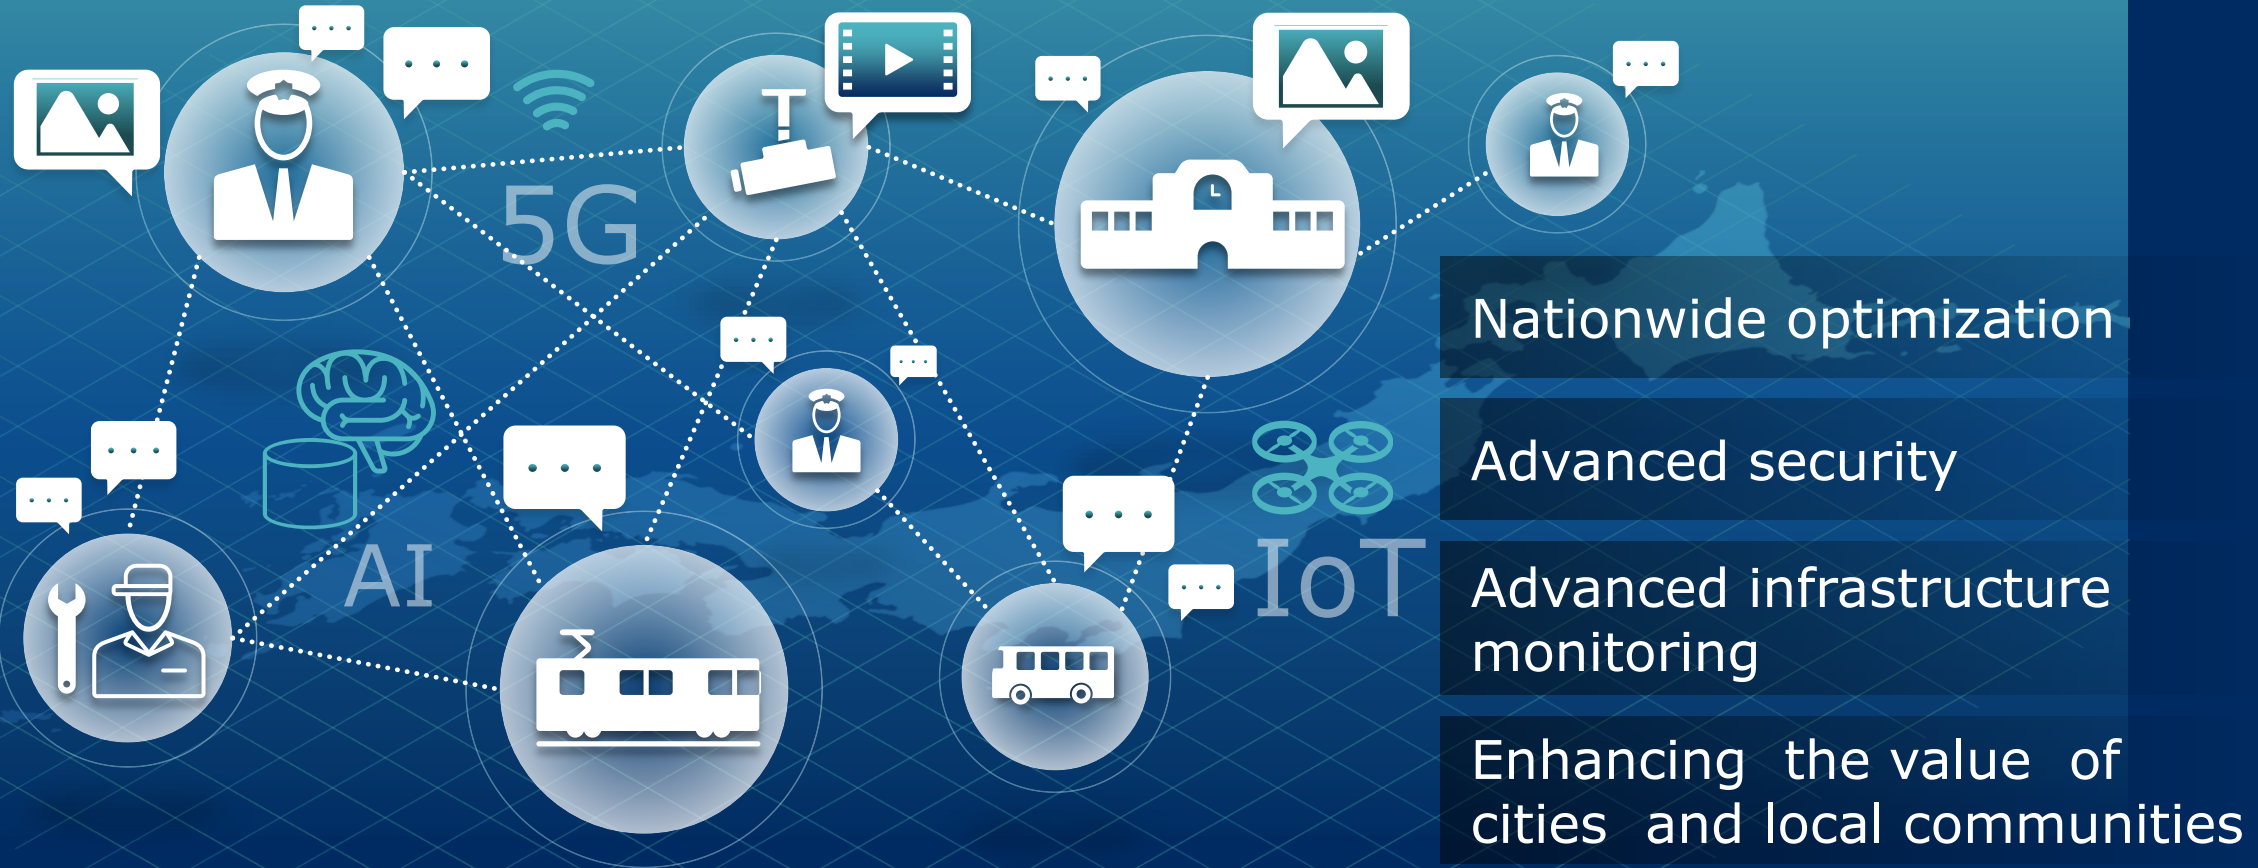 5G
AI
IoT
Nationwide optimization
Advanced security
Advanced infrastructure
monitoring
Enhancing the value of
cities and local communities